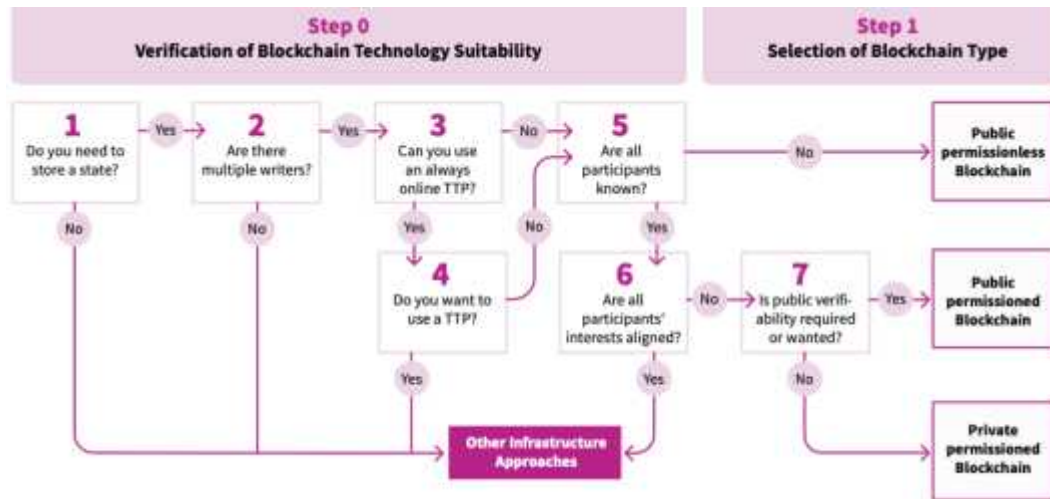 Step 0
Verification of Blockchain Technology Suitability
Step 1
Selection of Blockchain Type
1
Do you need to
store a state?
Yes
2
Are there
multiple writers?
Yes
3
Can you use
an always
online TTP?
No
5
Are all
participants
known?
No
Public
permissionless
Blockchain
No
No
Yes
No
Yes
4
Do you want to
use a TTP?
6
Are all
participants'
interests aligned?
No
7
Is public verifi-
ability required
or wanted?
Yes
Public
permissioned
Blockchain
Yes
Yes
No
Other Infrastructure
Approaches
Private
permissioned
Blockchain